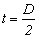 t = D/2